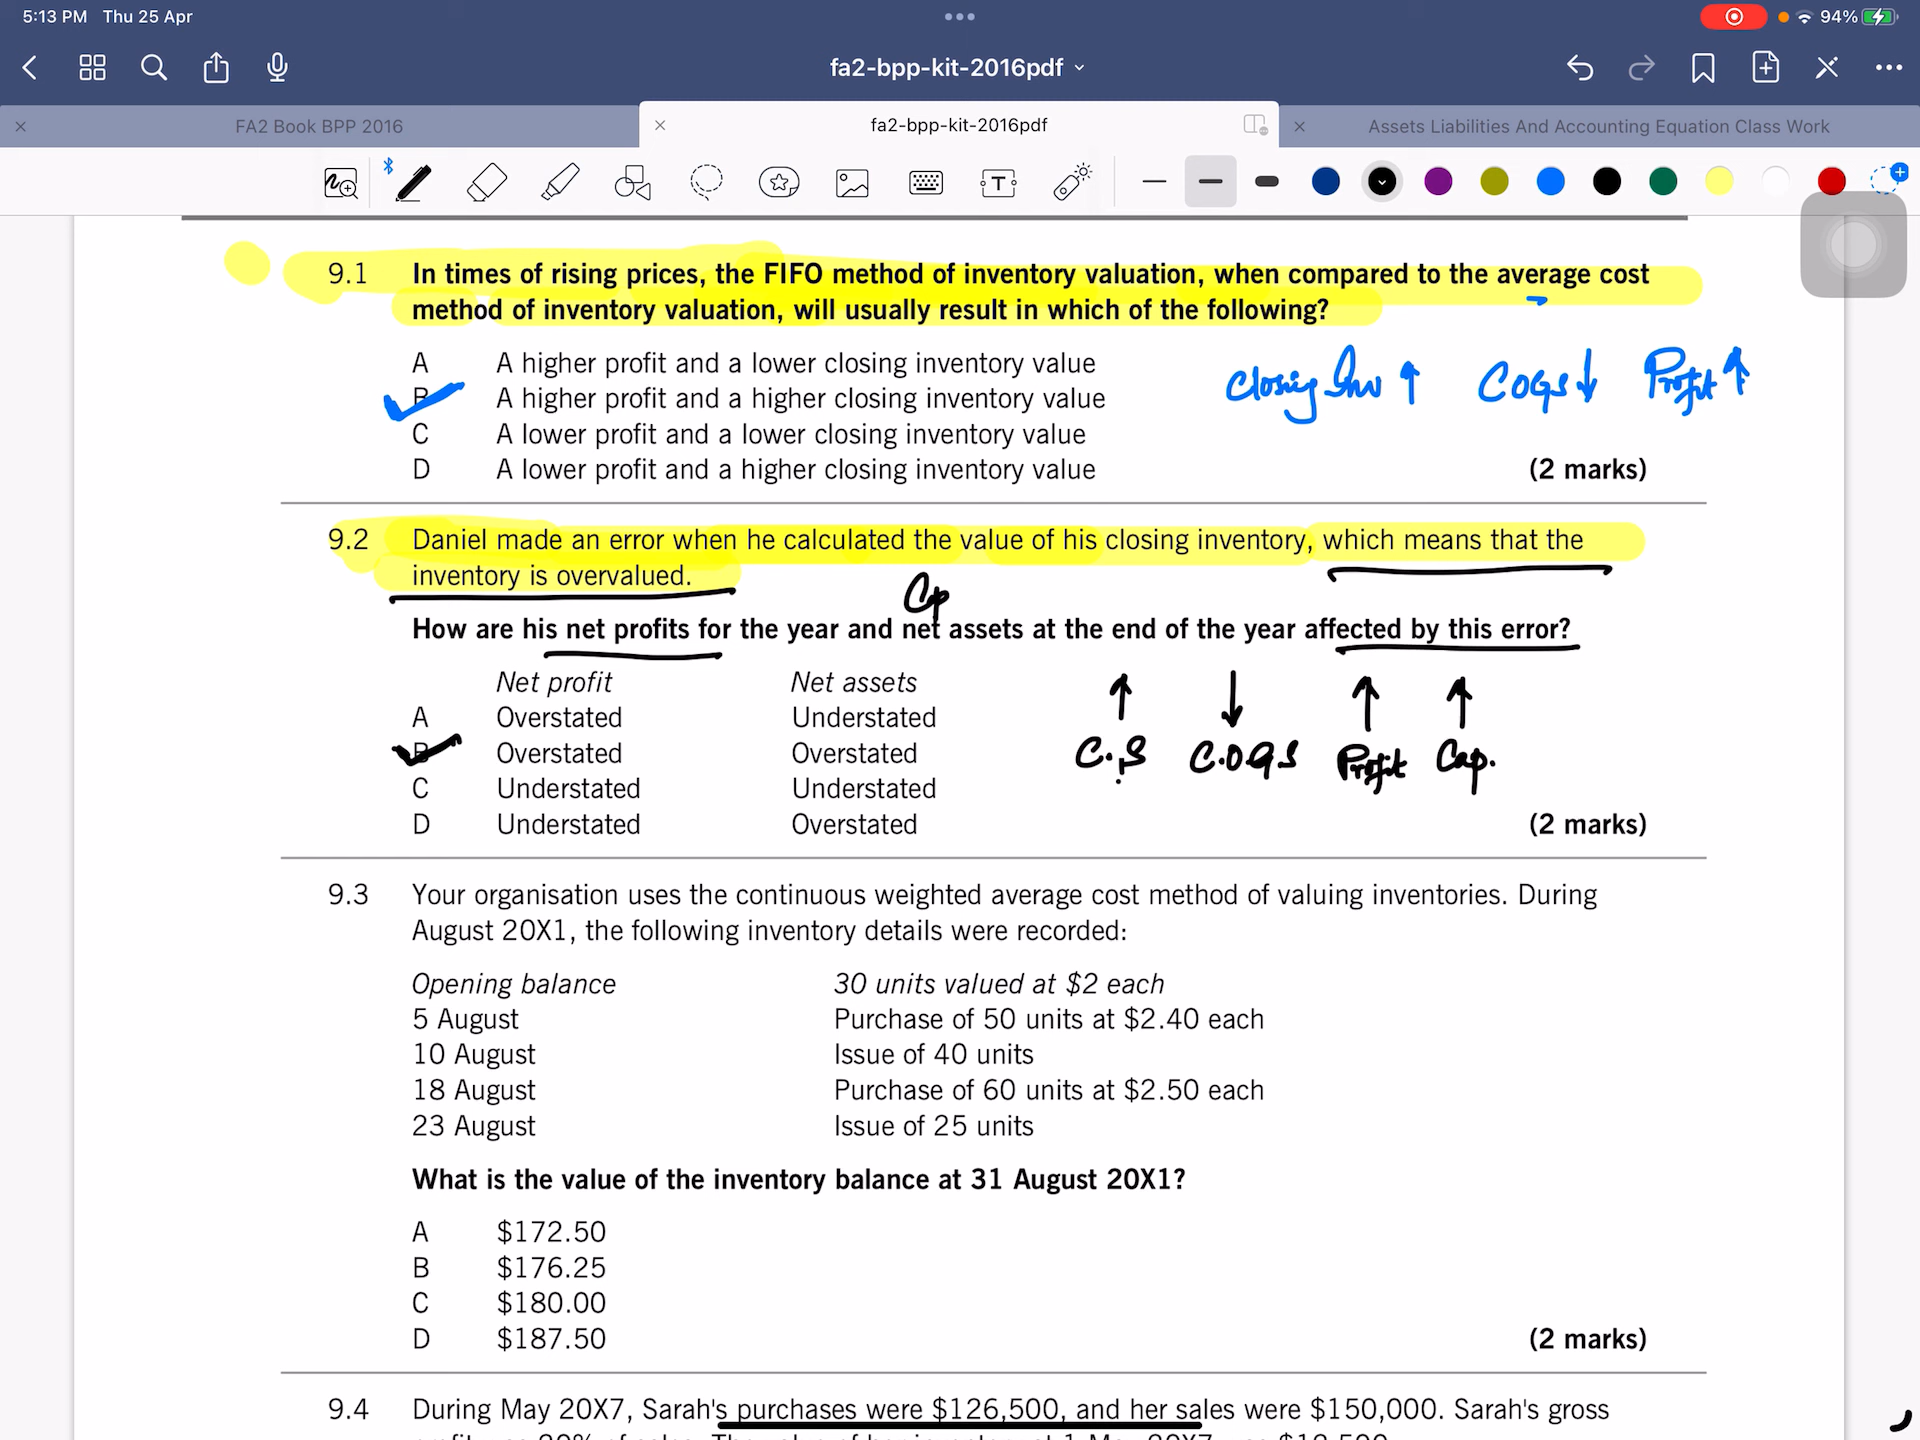 5:13 PM Thu 25 Apr
94%
fa2-bpp-kit-2016pdf
FA2 Book BPP 2016
fa2-bpp-kit-2016pdf
Assets Liabilities And Accounting Equation Class Work
9.1 In times of rising prices, the FIFO method of inventory valuation, when compared to the average cost
method of inventory valuation, will usually result in which of the following?
A A higher profit and a lower closing inventory value
B A higher profit and a higher closing inventory value
Closing Inv ↑ COGS ↓ Profit ↑
C A lower profit and a lower closing inventory value
D A lower profit and a higher closing inventory value (2 marks)
9.2 Daniel made an error when he calculated the value of his closing inventory, which means that the
inventory is overvalued.
Cap
How are his net profits for the year and net assets at the end of the year affected by this error?
Net profit Net assets
A Overstated Understated
↑ ↓ ↑ ↑
B Overstated Overstated
C.S C.O.G.S Profit Cap.
C Understated Understated
D Understated Overstated (2 marks)
9.3 Your organisation uses the continuous weighted average cost method of valuing inventories. During
August 20X1, the following inventory details were recorded:
Opening balance 30 units valued at $2 each
5 August Purchase of 50 units at $2.40 each
10 August Issue of 40 units
18 August Purchase of 60 units at $2.50 each
23 August Issue of 25 units
What is the value of the inventory balance at 31 August 20X1?
A $172.50
B $176.25
C $180.00
D $187.50 (2 marks)
9.4 During May 20X7, Sarah's purchases were $126,500, and her sales were $150,000. Sarah's gross